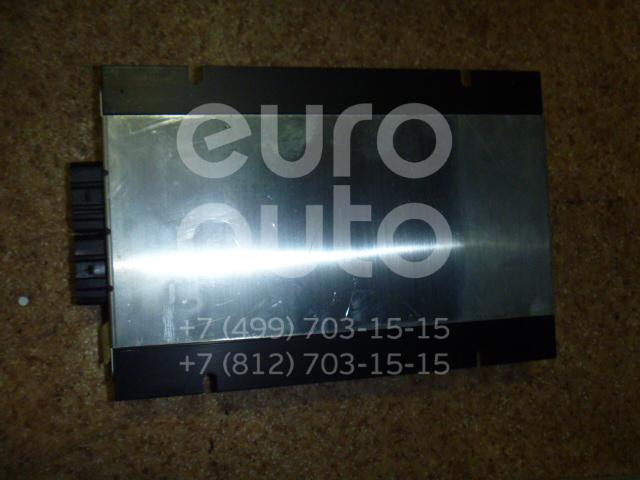 euro
auto
+7 (499) 703-15-15
+7 (812) 703-15-15